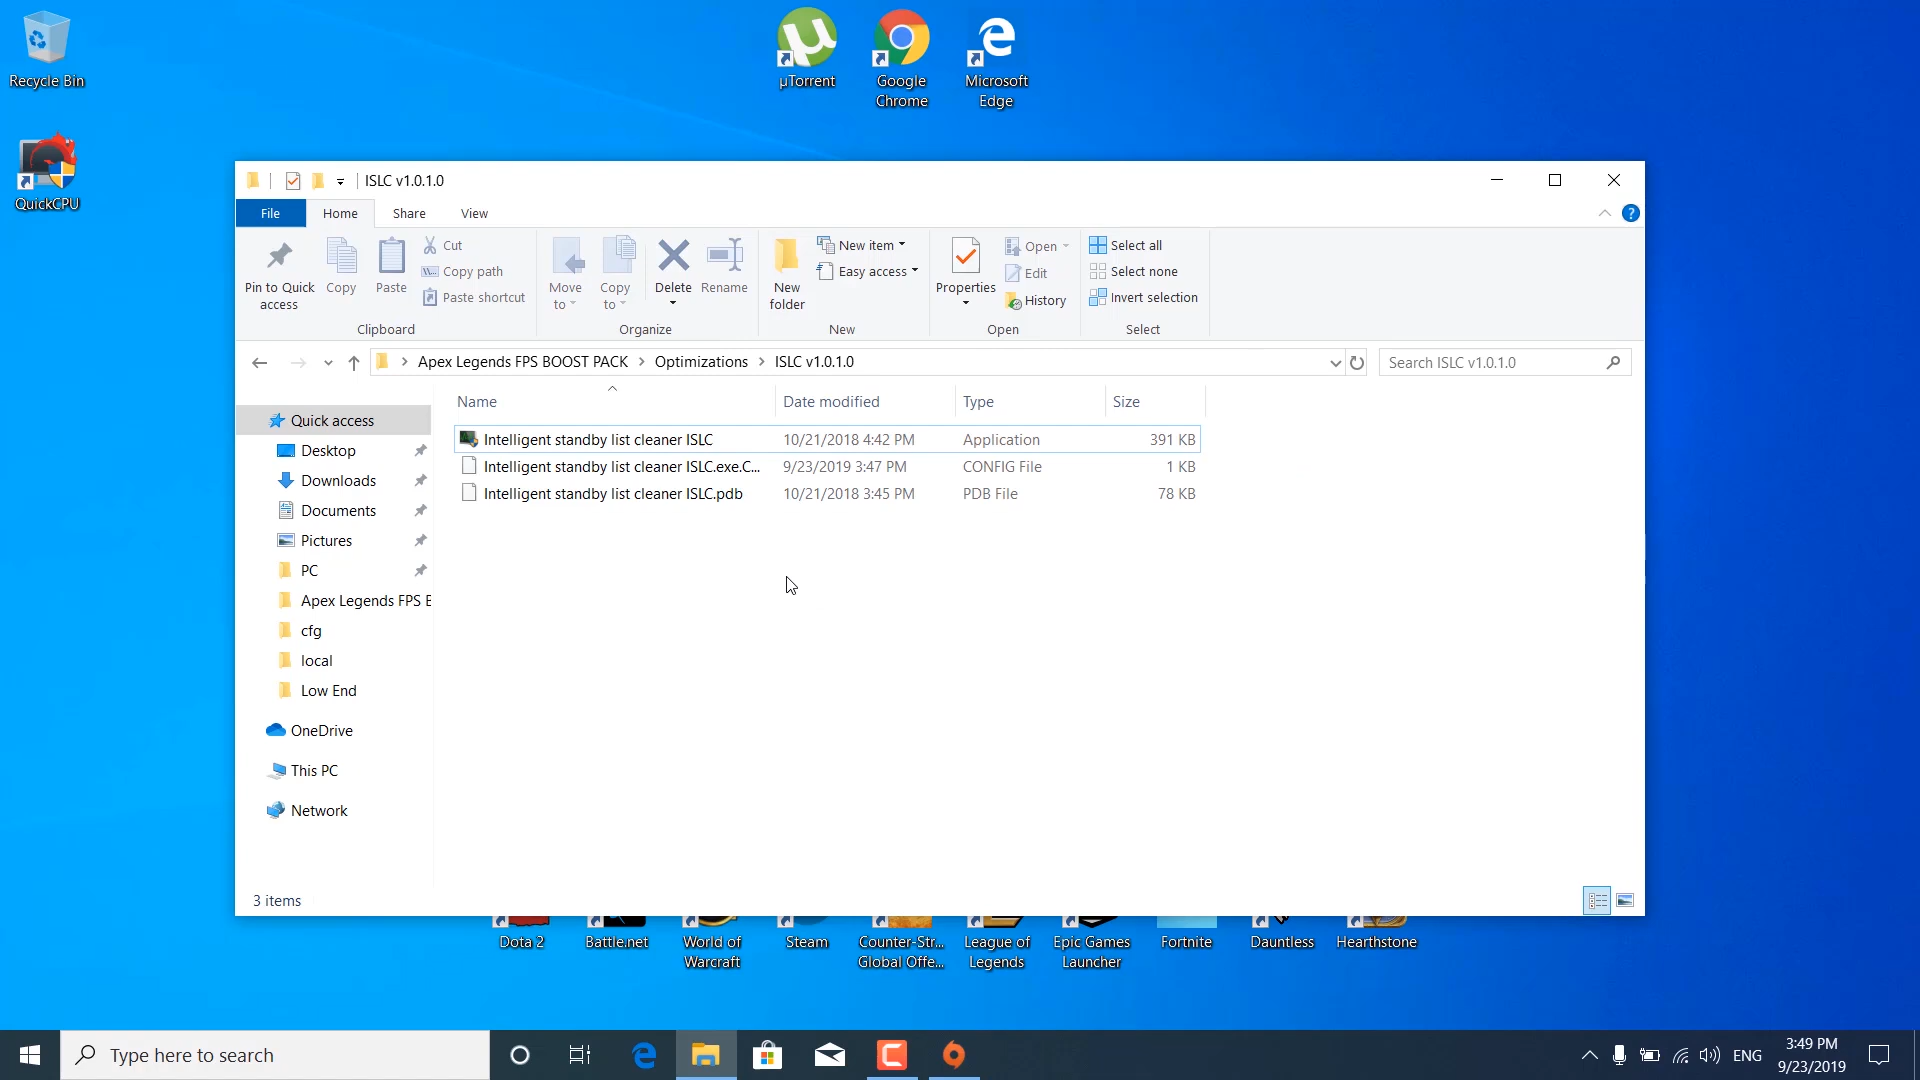 Recycle Bin
QuickCPU
µTorrent
Google
Chrome
Microsoft
Edge
ISLC v1.0.1.0
File
Home
Share
View
Pin to Quick
access
Copy
Paste
Cut
Copy path
Paste shortcut
Clipboard
Move
to
Copy
to
Delete
Rename
Organize
New
folder
New item
Easy access
New
Properties
Open
Edit
History
Open
Select all
Select none
Invert selection
Select
Apex Legends FPS BOOST PACK
Optimizations
ISLC v1.0.1.0
Search ISLC v1.0.1.0
Name
Date modified
Type
Size
Intelligent standby list cleaner ISLC 10/21/2018 4:42 PM Application 391 KB
Intelligent standby list cleaner ISLC.exe.C... 9/23/2019 3:47 PM CONFIG File 1 KB
Intelligent standby list cleaner ISLC.pdb 10/21/2018 3:45 PM PDB File 78 KB
Quick access
Desktop
Downloads
Documents
Pictures
PC
Apex Legends FPS B
cfg
local
Low End
OneDrive
This PC
Network
3 items
Dota 2
Battle.net
World of
Warcraft
Steam
Counter-Str...
Global Offe...
League of
Legends
Epic Games
Launcher
Fortnite
Dauntless
Hearthstone
Type here to search
ENG
3:49 PM
9/23/2019